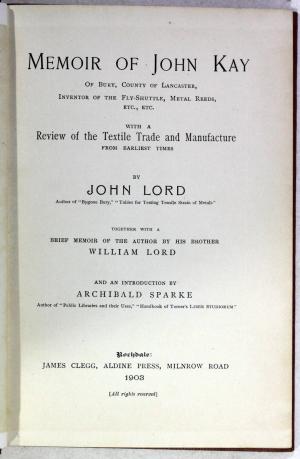 MEMOIR OF JOHN KAY
OF BURY, COUNTY OF LANCASTER,
INVENTOR OF THE FLY-SHUTTLE, METAL REEDS,
ETC., ETC.
WITH A
Review of the Textile Trade and Manufacture
FROM EARLIEST TIMES
BY
JOHN LORD
Author of "Bygone Bury," "Tables for Testing Tensile Strain of Metals"
TOGETHER WITH A
BRIEF MEMOIR OF THE AUTHOR BY HIS BROTHER
WILLIAM LORD
AND AN INTRODUCTION BY
ARCHIBALD SPARKE
Author of "Public Libraries and their Uses," "Handbook of Turner's LIBER STUDIORUM"
Rochdale:
JAMES CLEGG, ALDINE PRESS, MILNROW ROAD
1903
[All rights reserved]